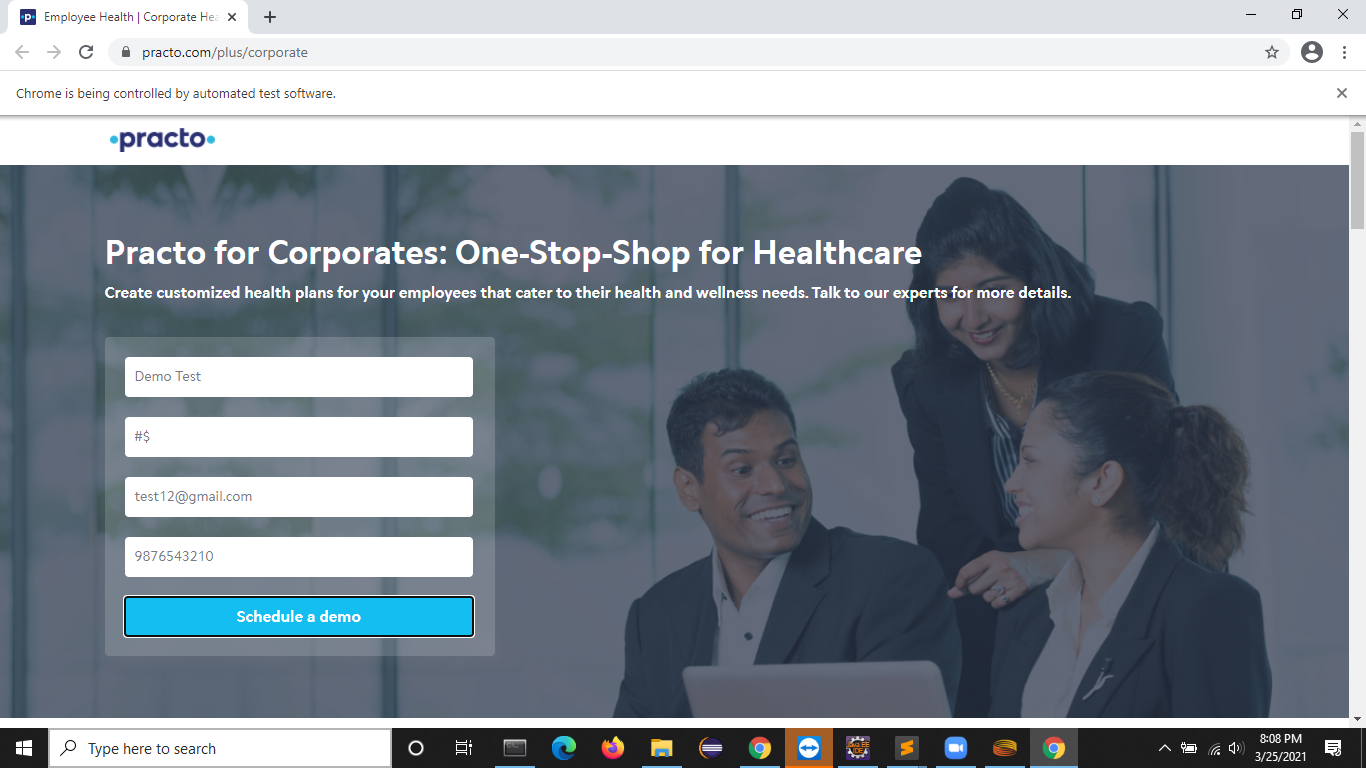 Employee Health | Corporate Hea
practo.com/plus/corporate
Chrome is being controlled by automated test software.
practo
Practo for Corporates: One-Stop-Shop for Healthcare
Create customized health plans for your employees that cater to their health and wellness needs. Talk to our experts for more details.
Demo Test
#$
test12@gmail.com
9876543210
Schedule a demo
Type here to search
8:08 PM
3/25/2021